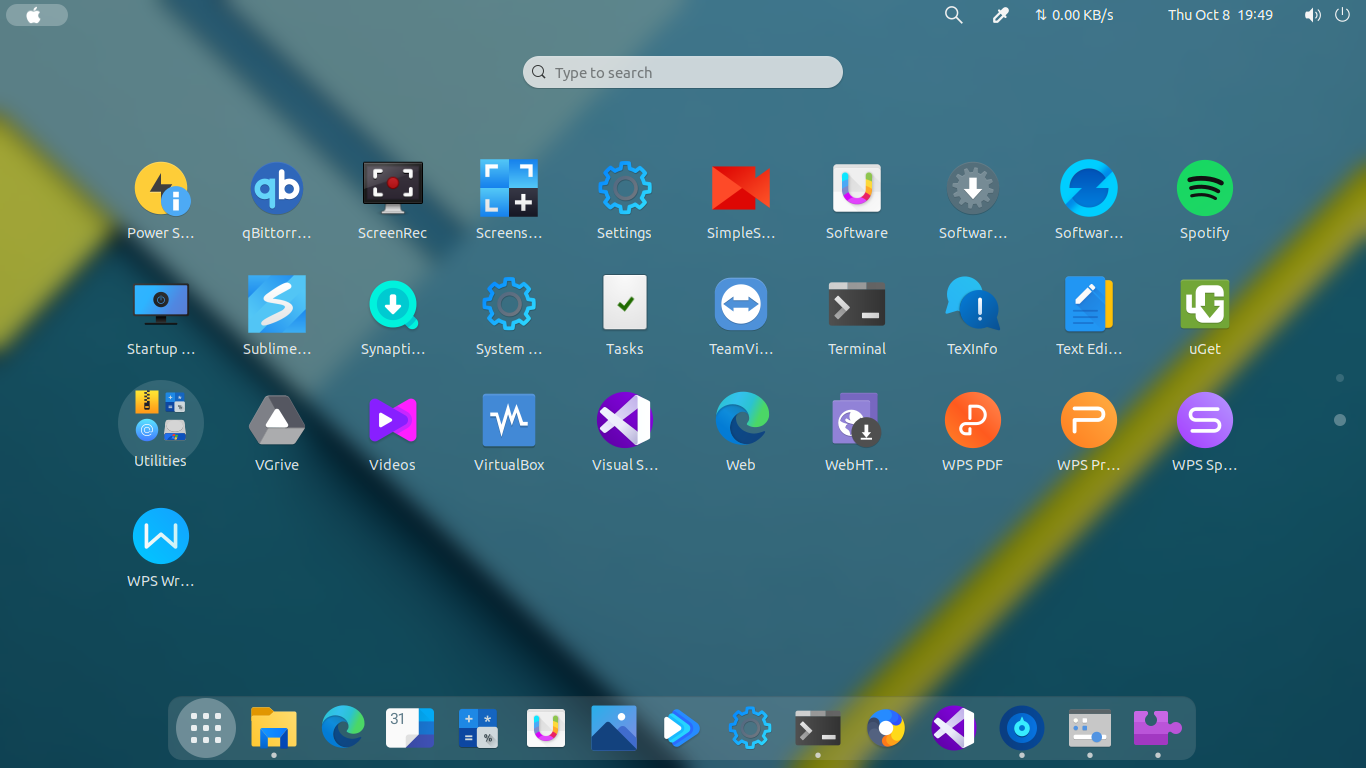 ⇅ 0.00 KB/s
Thu Oct 8 19:49
Type to search
Power S…
qBittorr…
ScreenRec
Screens…
Settings
SimpleS…
Software
Softwar…
Softwar…
Spotify
Startup …
Sublime…
Synapti…
System …
Tasks
TeamVi…
Terminal
TeXInfo
Text Edi…
uGet
Utilities
VGrive
Videos
VirtualBox
Visual S…
Web
WebHT…
WPS PDF
WPS Pr…
WPS Sp…
WPS Wr…
31